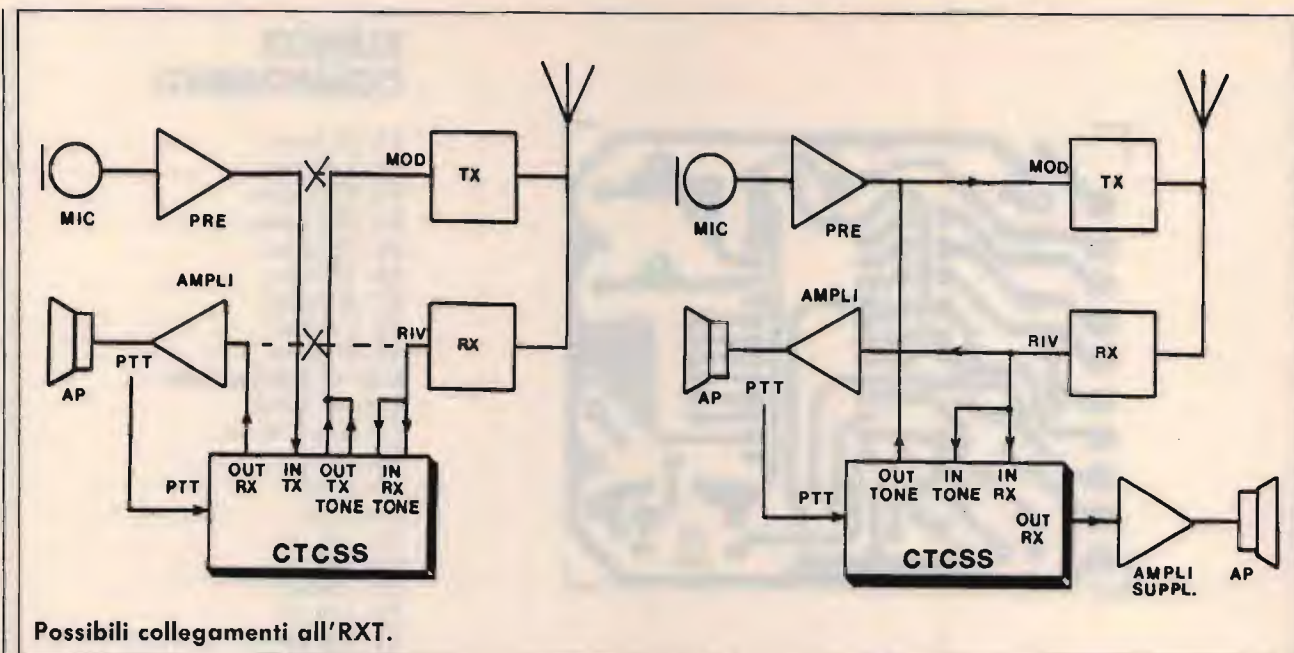 MOD
TX
MIC
PRE
AMPLI
RIV
RX
PTT
AP
PTT
OUT RX
IN TX
OUT TX TONE
IN RX TONE
CTCSS
MOD
TX
MIC
PRE
AMPLI
RIV
RX
PTT
AP
PTT
OUT TONE
IN TONE
IN RX
OUT RX
CTCSS
AMPLI SUPPL.
AP
Possibili collegamenti all'RXT.